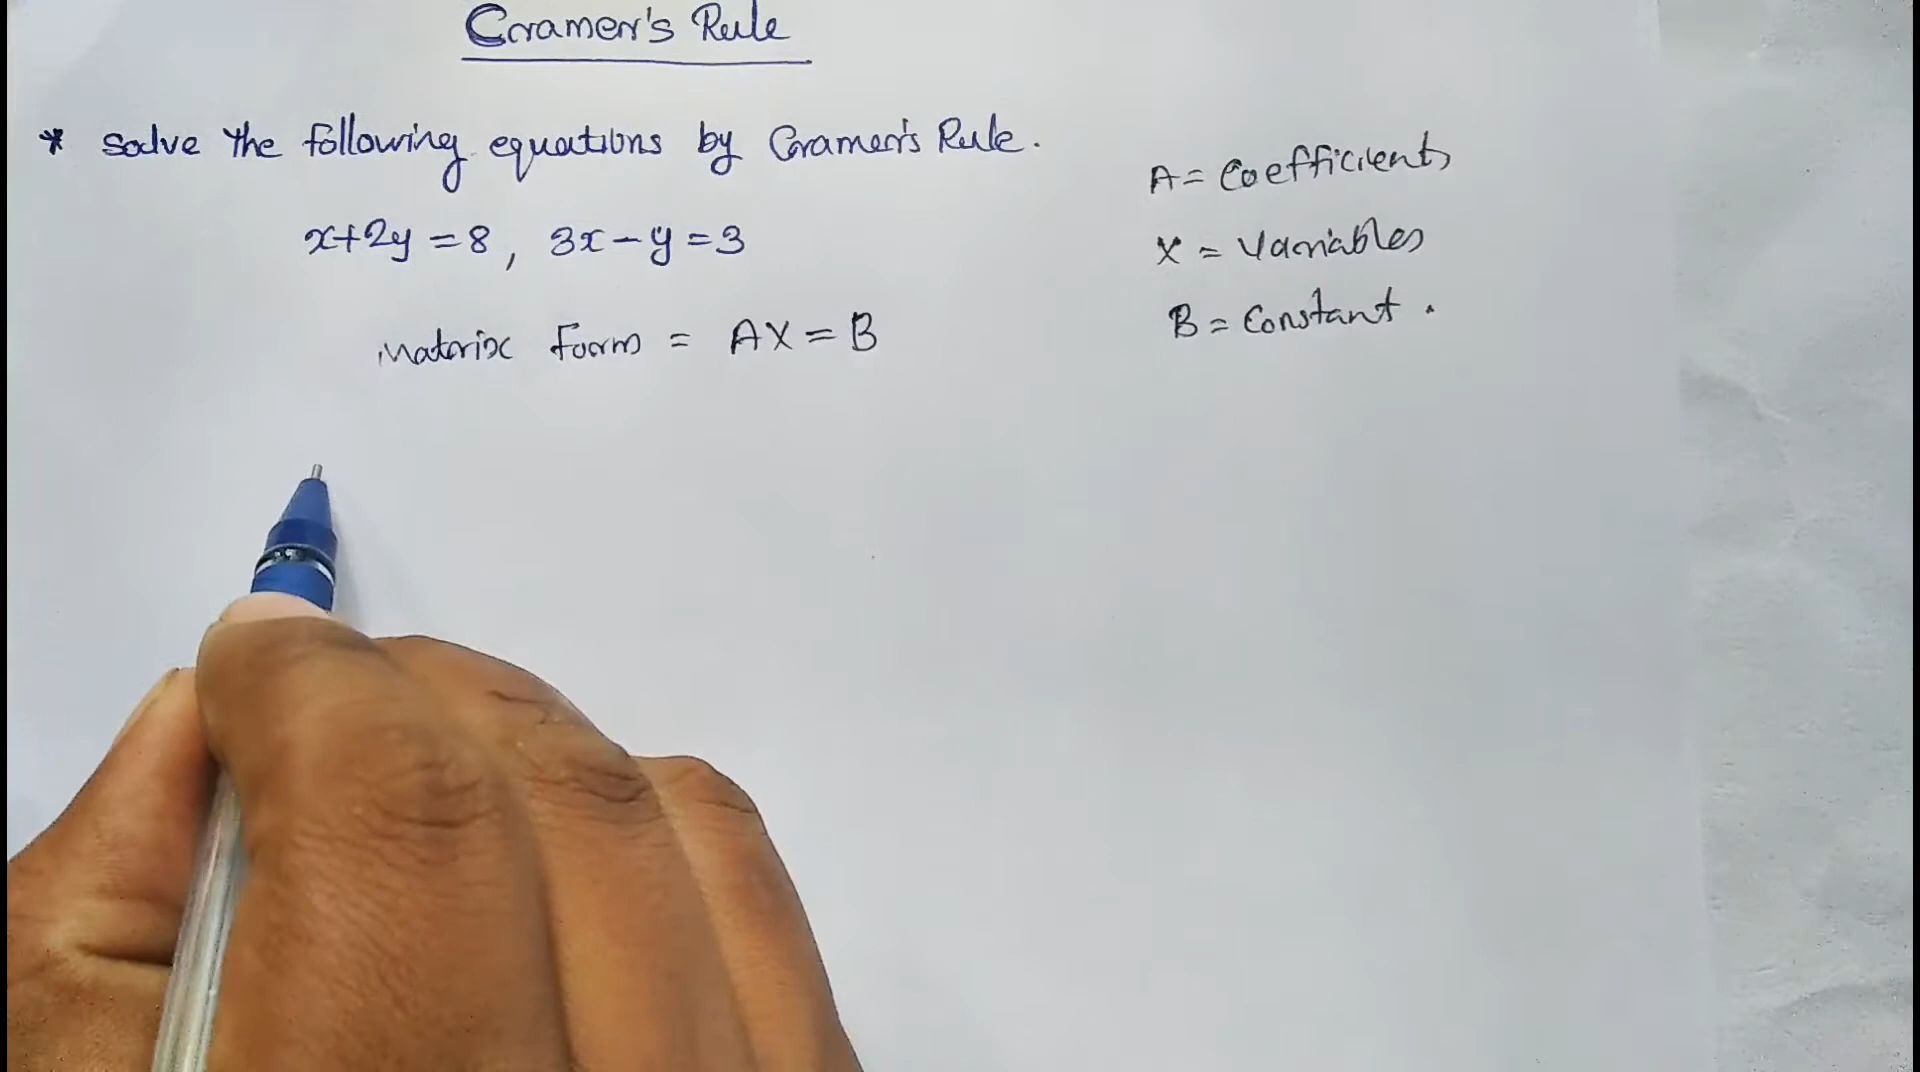 Cramer's Rule
* Solve the following equations by Cramer's Rule.
x+2y=8, 3x-y=3
Matrix Form = AX=B
A= Coefficients
X = Variables
B = Constant.